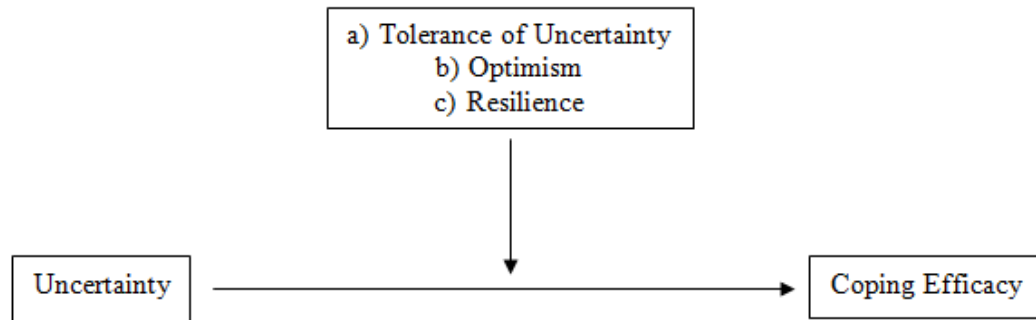 a) Tolerance of Uncertainty
b) Optimism
c) Resilience
Uncertainty
Coping Efficacy